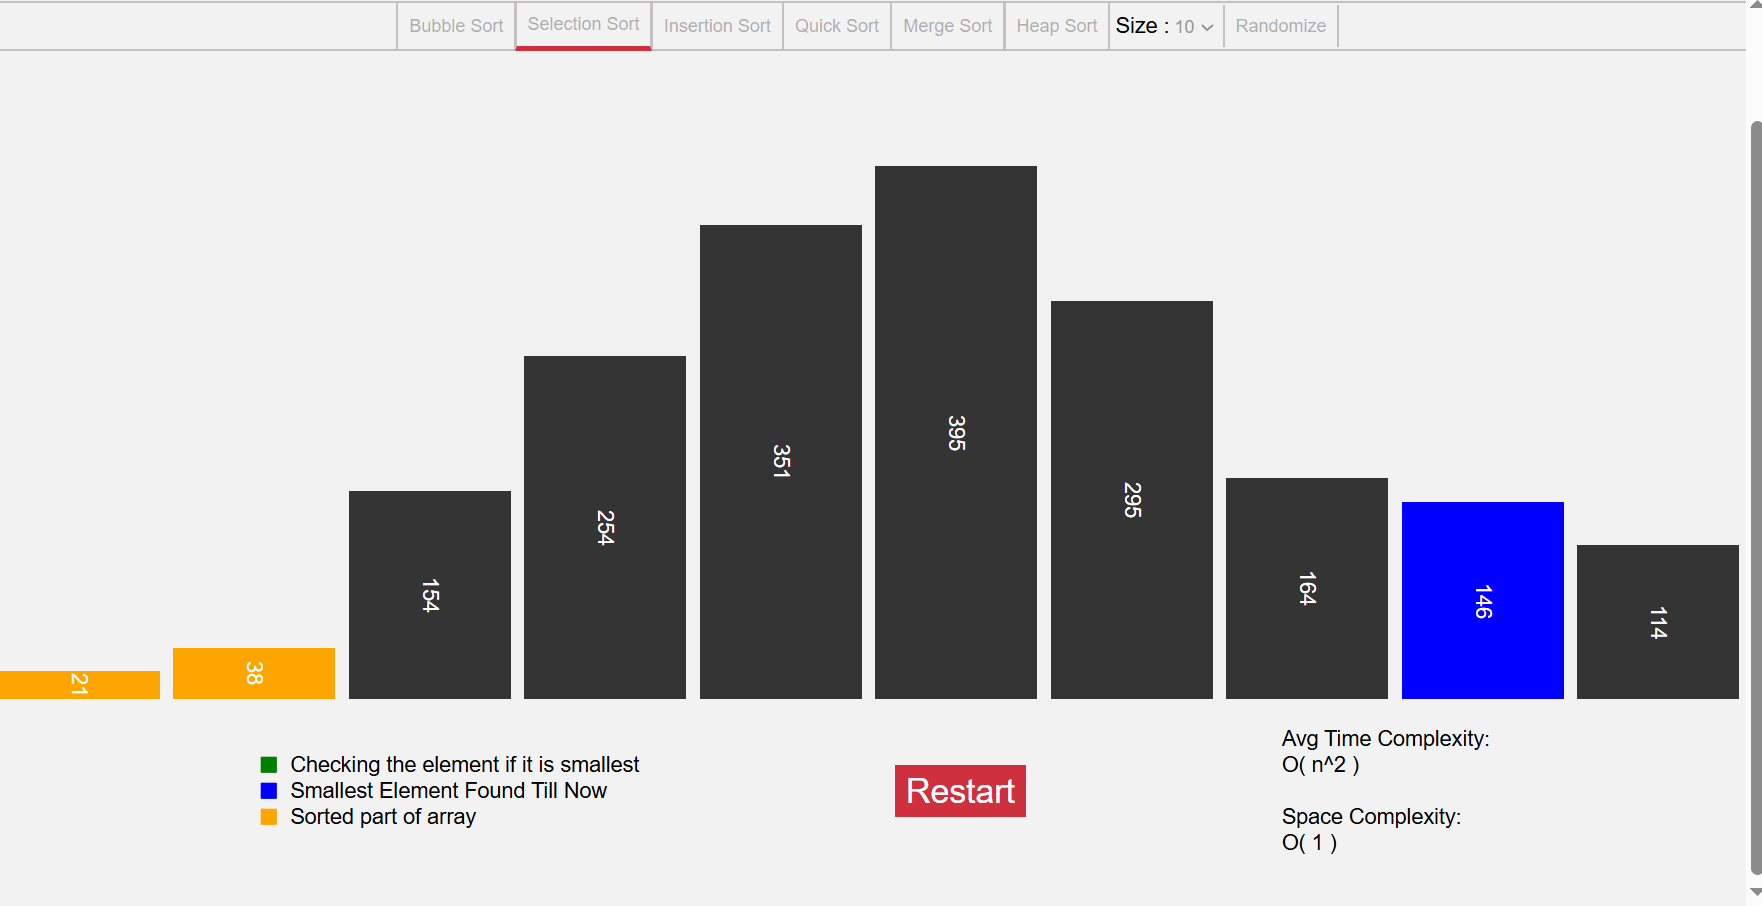 Bubble Sort Selection Sort Insertion Sort Quick Sort Merge Sort Heap Sort Size : 10 Randomize
21 38 154 254 351 395 295 164 146 114
Checking the element if it is smallest
Smallest Element Found Till Now
Sorted part of array
Restart
Avg Time Complexity:
O( n^2 )
Space Complexity:
O( 1 )